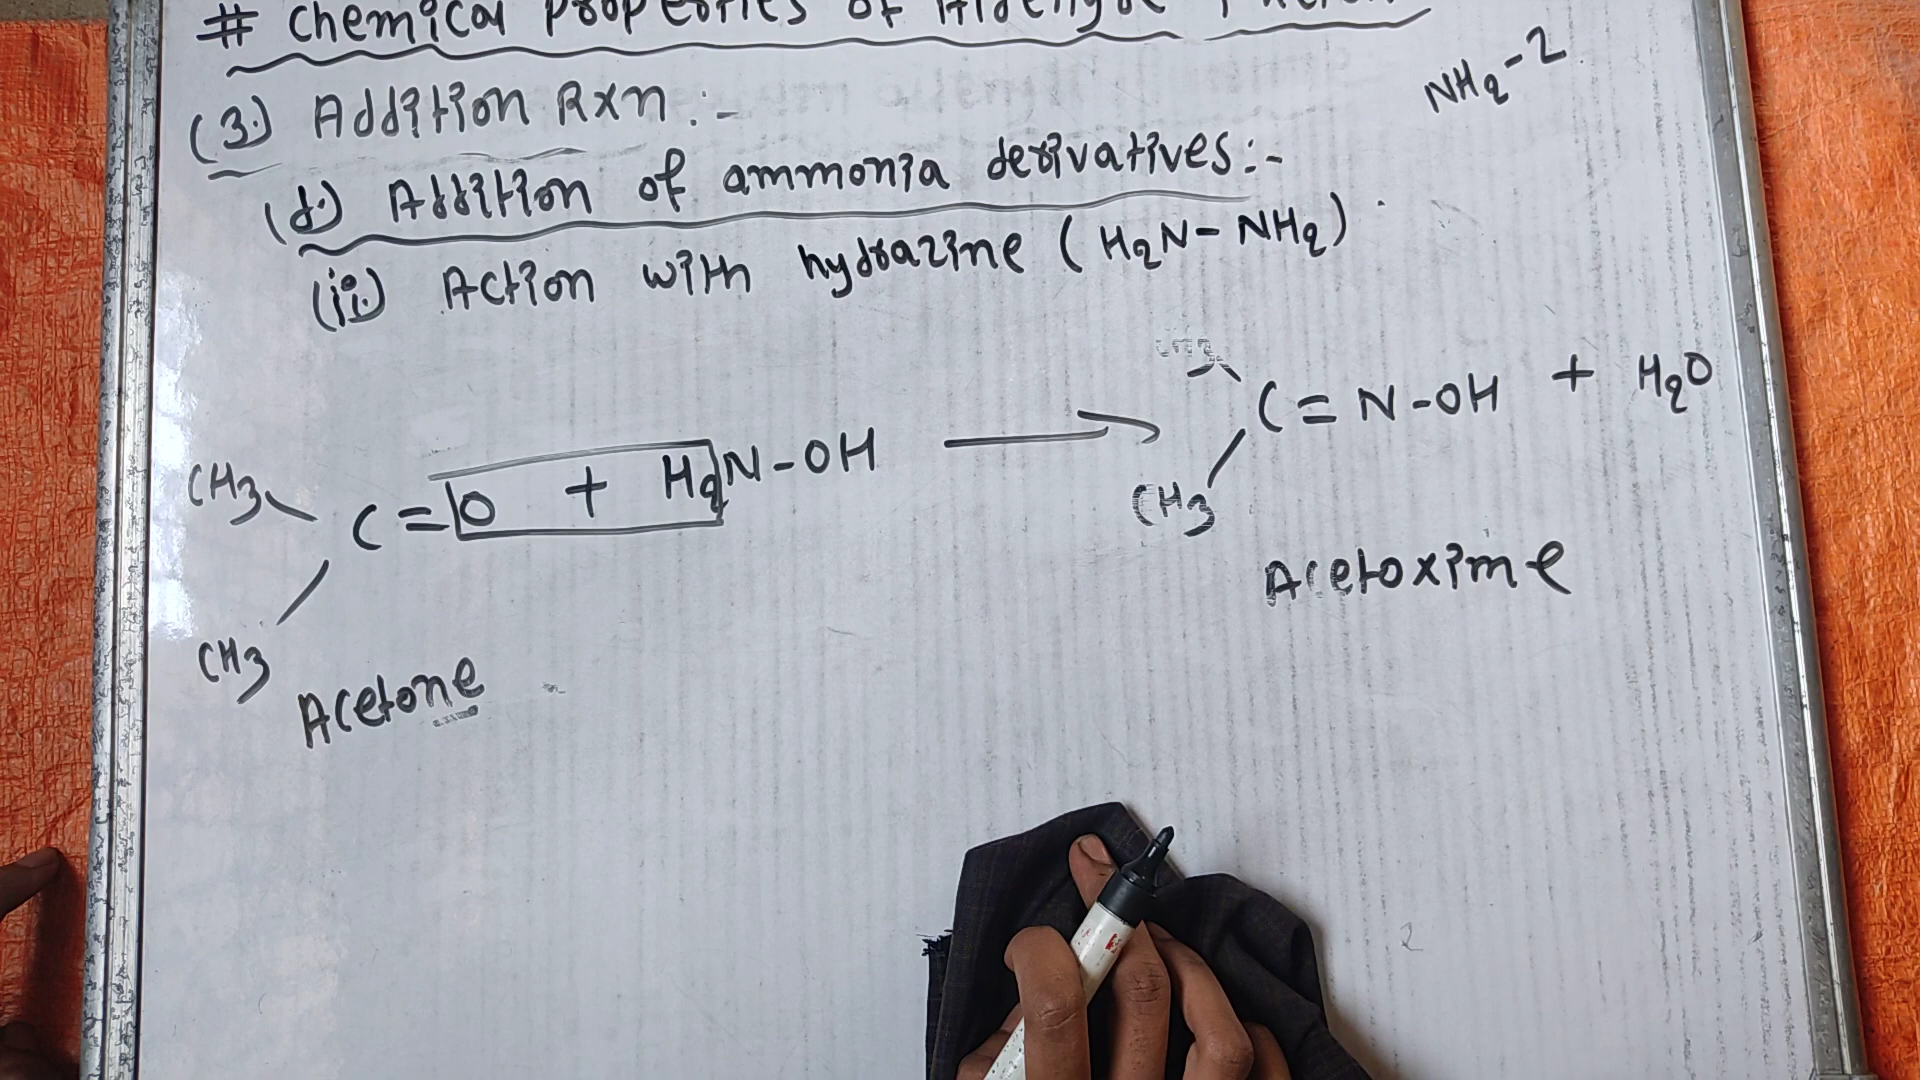 # Chemical Properties of Aldehyde
NH2-Z
(3.) Addition Rxn :-
(d.) Addition of ammonia derivatives:-
(ii.) Action with hydrazine (H2N-NH2)
CH3
C=O + H2N-OH
CH3
Acetone
CH3
C=N-OH + H2O
CH3
Acetoxime